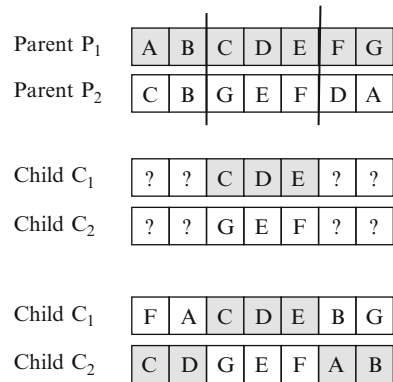 Parent P₁ A B C D E F G
Parent P₂ C B G E F D A
Child C₁ ? ? C D E ? ?
Child C₂ ? ? G E F ? ?
Child C₁ F A C D E B G
Child C₂ C D G E F A B